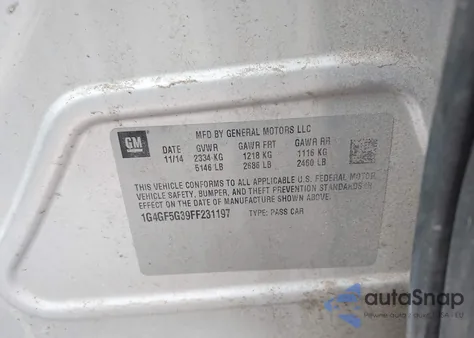 GM
MFD BY GENERAL MOTORS LLC
DATE GVWR GAWR FRT GAWR RR
11/14 2334 KG 1218 KG 1116 KG
5146 LB 2686 LB 2460 LB
THIS VEHICLE CONFORMS TO ALL APPLICABLE U.S. FEDERAL MOTOR
VEHICLE SAFETY, BUMPER, AND THEFT PREVENTION STANDARDS IN
EFFECT ON THE DATE OF MANUFACTURE SHOWN ABOVE.
1G4GF5G39FF231197 TYPE: PASS CAR
autoSnap